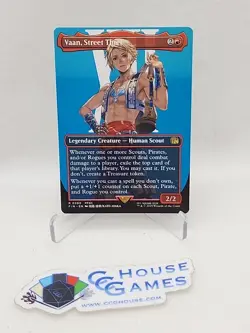 Vaan, Street Thief
Legendary Creature — Human Scout
Whenever one or more Scouts, Pirates,
and/or Rogues you control deal combat
damage to a player, exile the top card
of that player's library. You may cast it. If you
don't, create a Treasure token.
Whenever you cast a spell you don't own,
put a +1/+1 counter on each Scout, Pirate,
and Rogue you control.
2/2
CG HOUSE
GAMES
WWW.CGHOUSE.COM